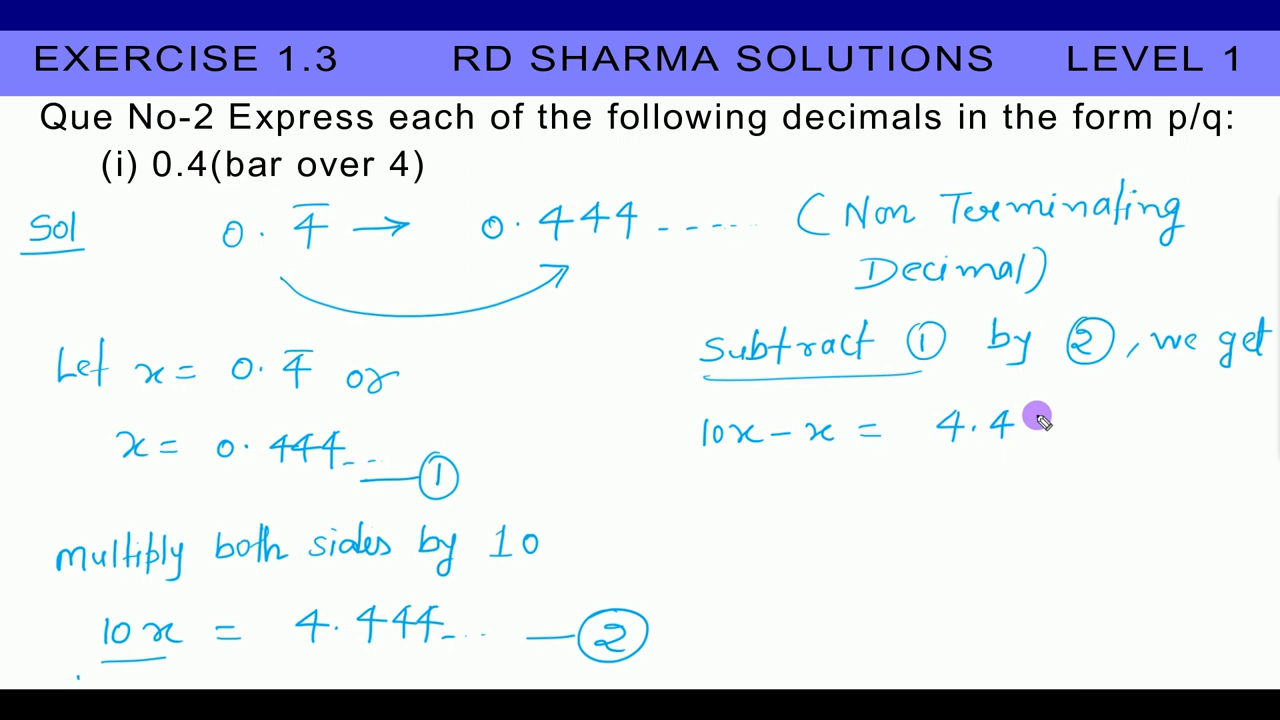 EXERCISE 1.3 RD SHARMA SOLUTIONS LEVEL 1
Que No-2 Express each of the following decimals in the form p/q:
(i) 0.4(bar over 4)
Sol 0.4̅ → 0.444 ------ (Non Terminating
Decimal)
Let x = 0.4̅ or
x = 0.444... —①
multiply both sides by 10
10x = 4.444... —②
Subtract ① by ②, we get
10x - x = 4.4